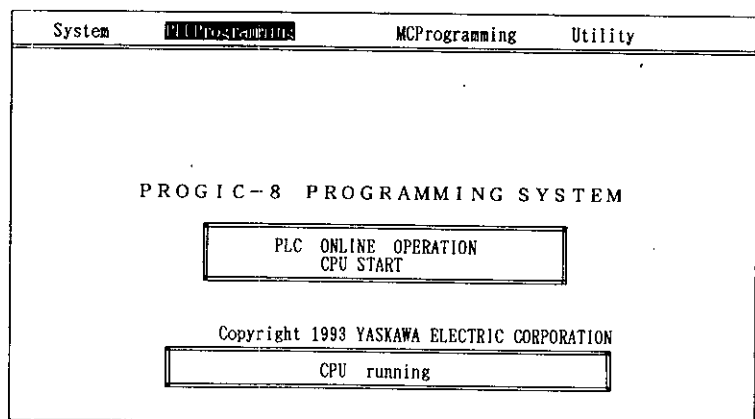 System PLCProgramming MCProgramming Utility
PROGIC-8 PROGRAMMING SYSTEM
PLC ONLINE OPERATION
CPU START
Copyright 1993 YASKAWA ELECTRIC CORPORATION
CPU running